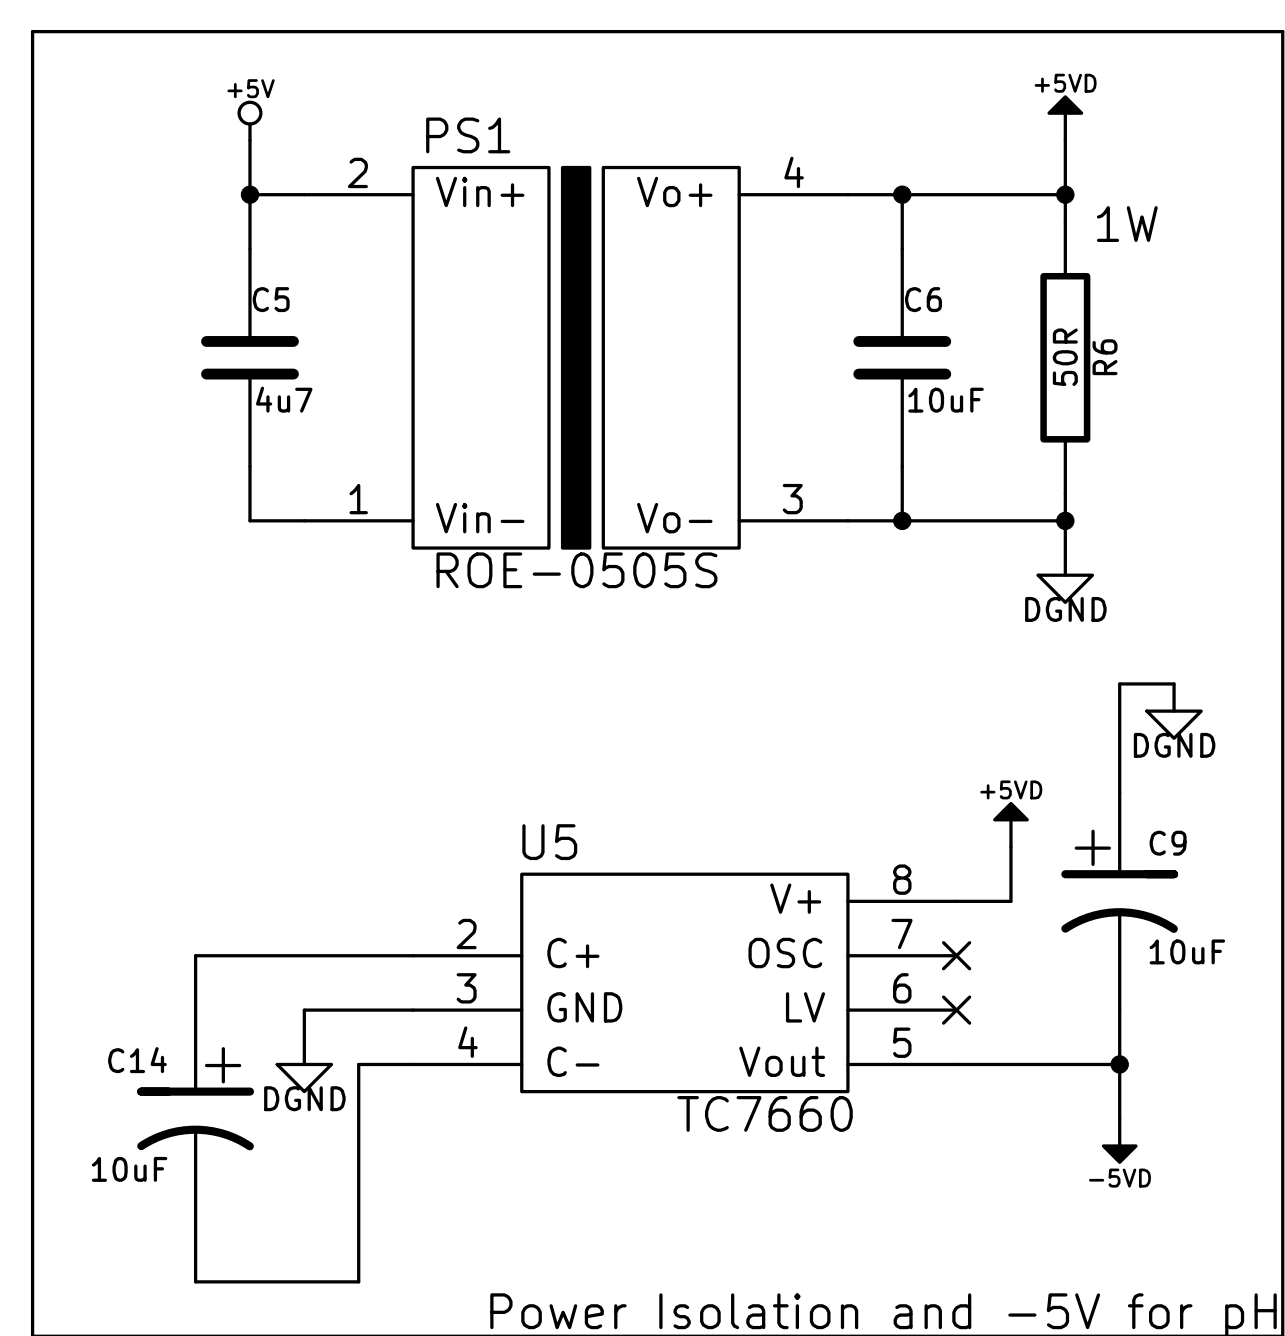 +5V
+5VD
PS1
2
4
Vin+
Vo+
1W
C5
C6
50R
R6
4u7
10uF
1
3
Vin-
Vo-
ROE-0505S
DGND
DGND
+5VD
U5
C9
8
V+
2
7
C+
OSC
10uF
3
6
GND
LV
4
5
C14
C-
Vout
DGND
TC7660
10uF
-5VD
Power Isolation and -5V for pH